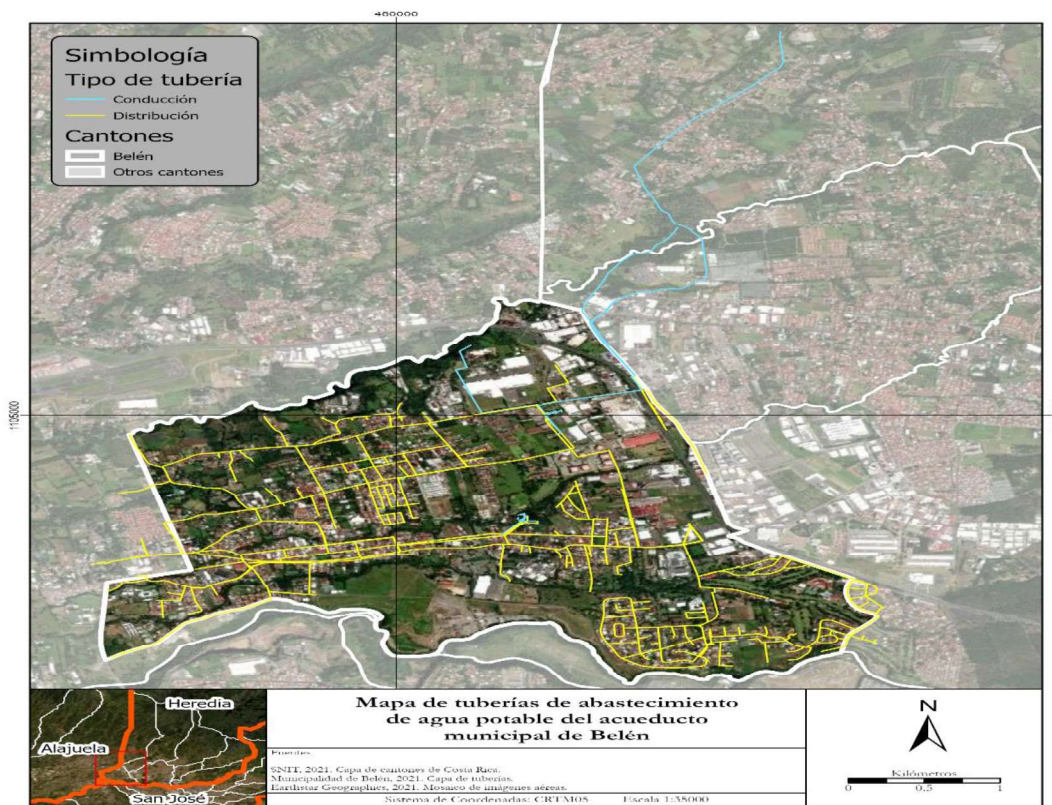 460000
Simbología
Tipo de tubería
Conducción
Distribución
Cantones
Belén
Otros cantones
1105000
Heredia
Alajuela
San José
Mapa de tuberías de abastecimiento
de agua potable del acueducto
municipal de Belén
Fuentes:
SNIT, 2021. Capa de cantones de Costa Rica.
Municipalidad de Belén, 2021. Capa de tuberías.
Earthstar Geographics, 2021. Mosaico de imágenes aéreas.
Sistema de Coordenadas: CRTM05 Escala 1:35000
N
Kilómetros
0 0,5 1